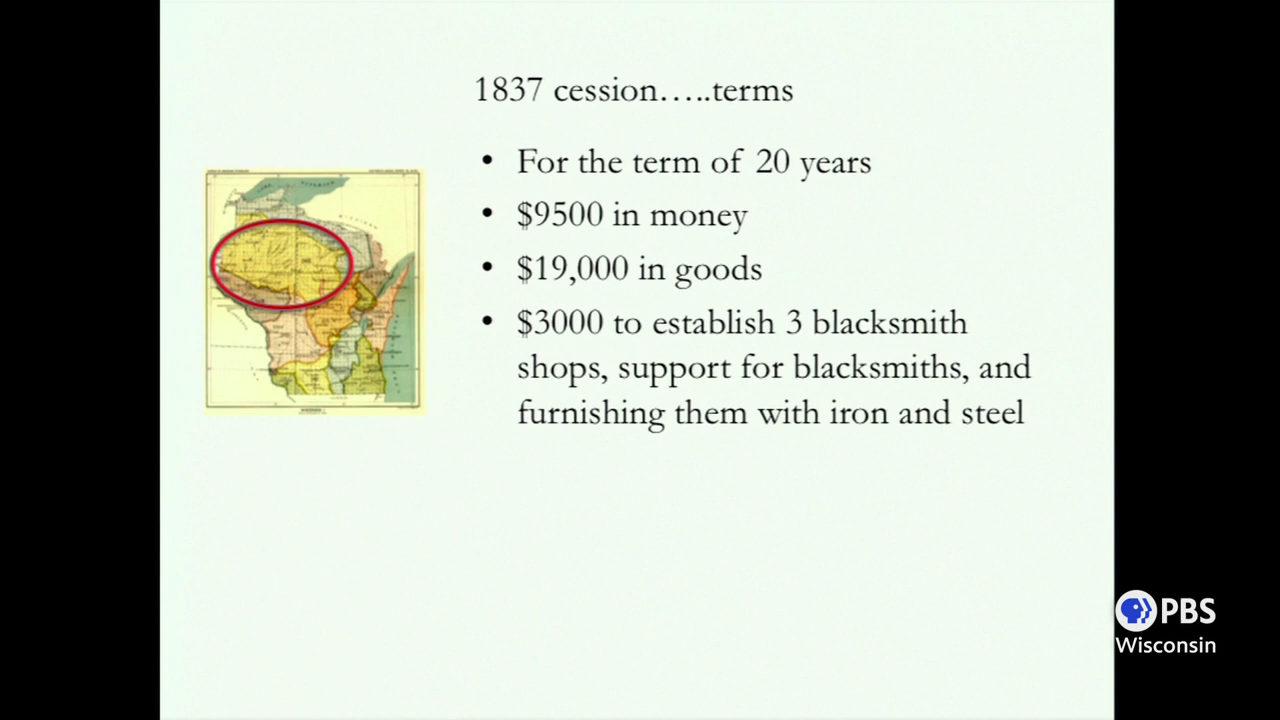 1837 cession…..terms
• For the term of 20 years
• $9500 in money
• $19,000 in goods
• $3000 to establish 3 blacksmith
shops, support for blacksmiths, and
furnishing them with iron and steel
PBS
Wisconsin